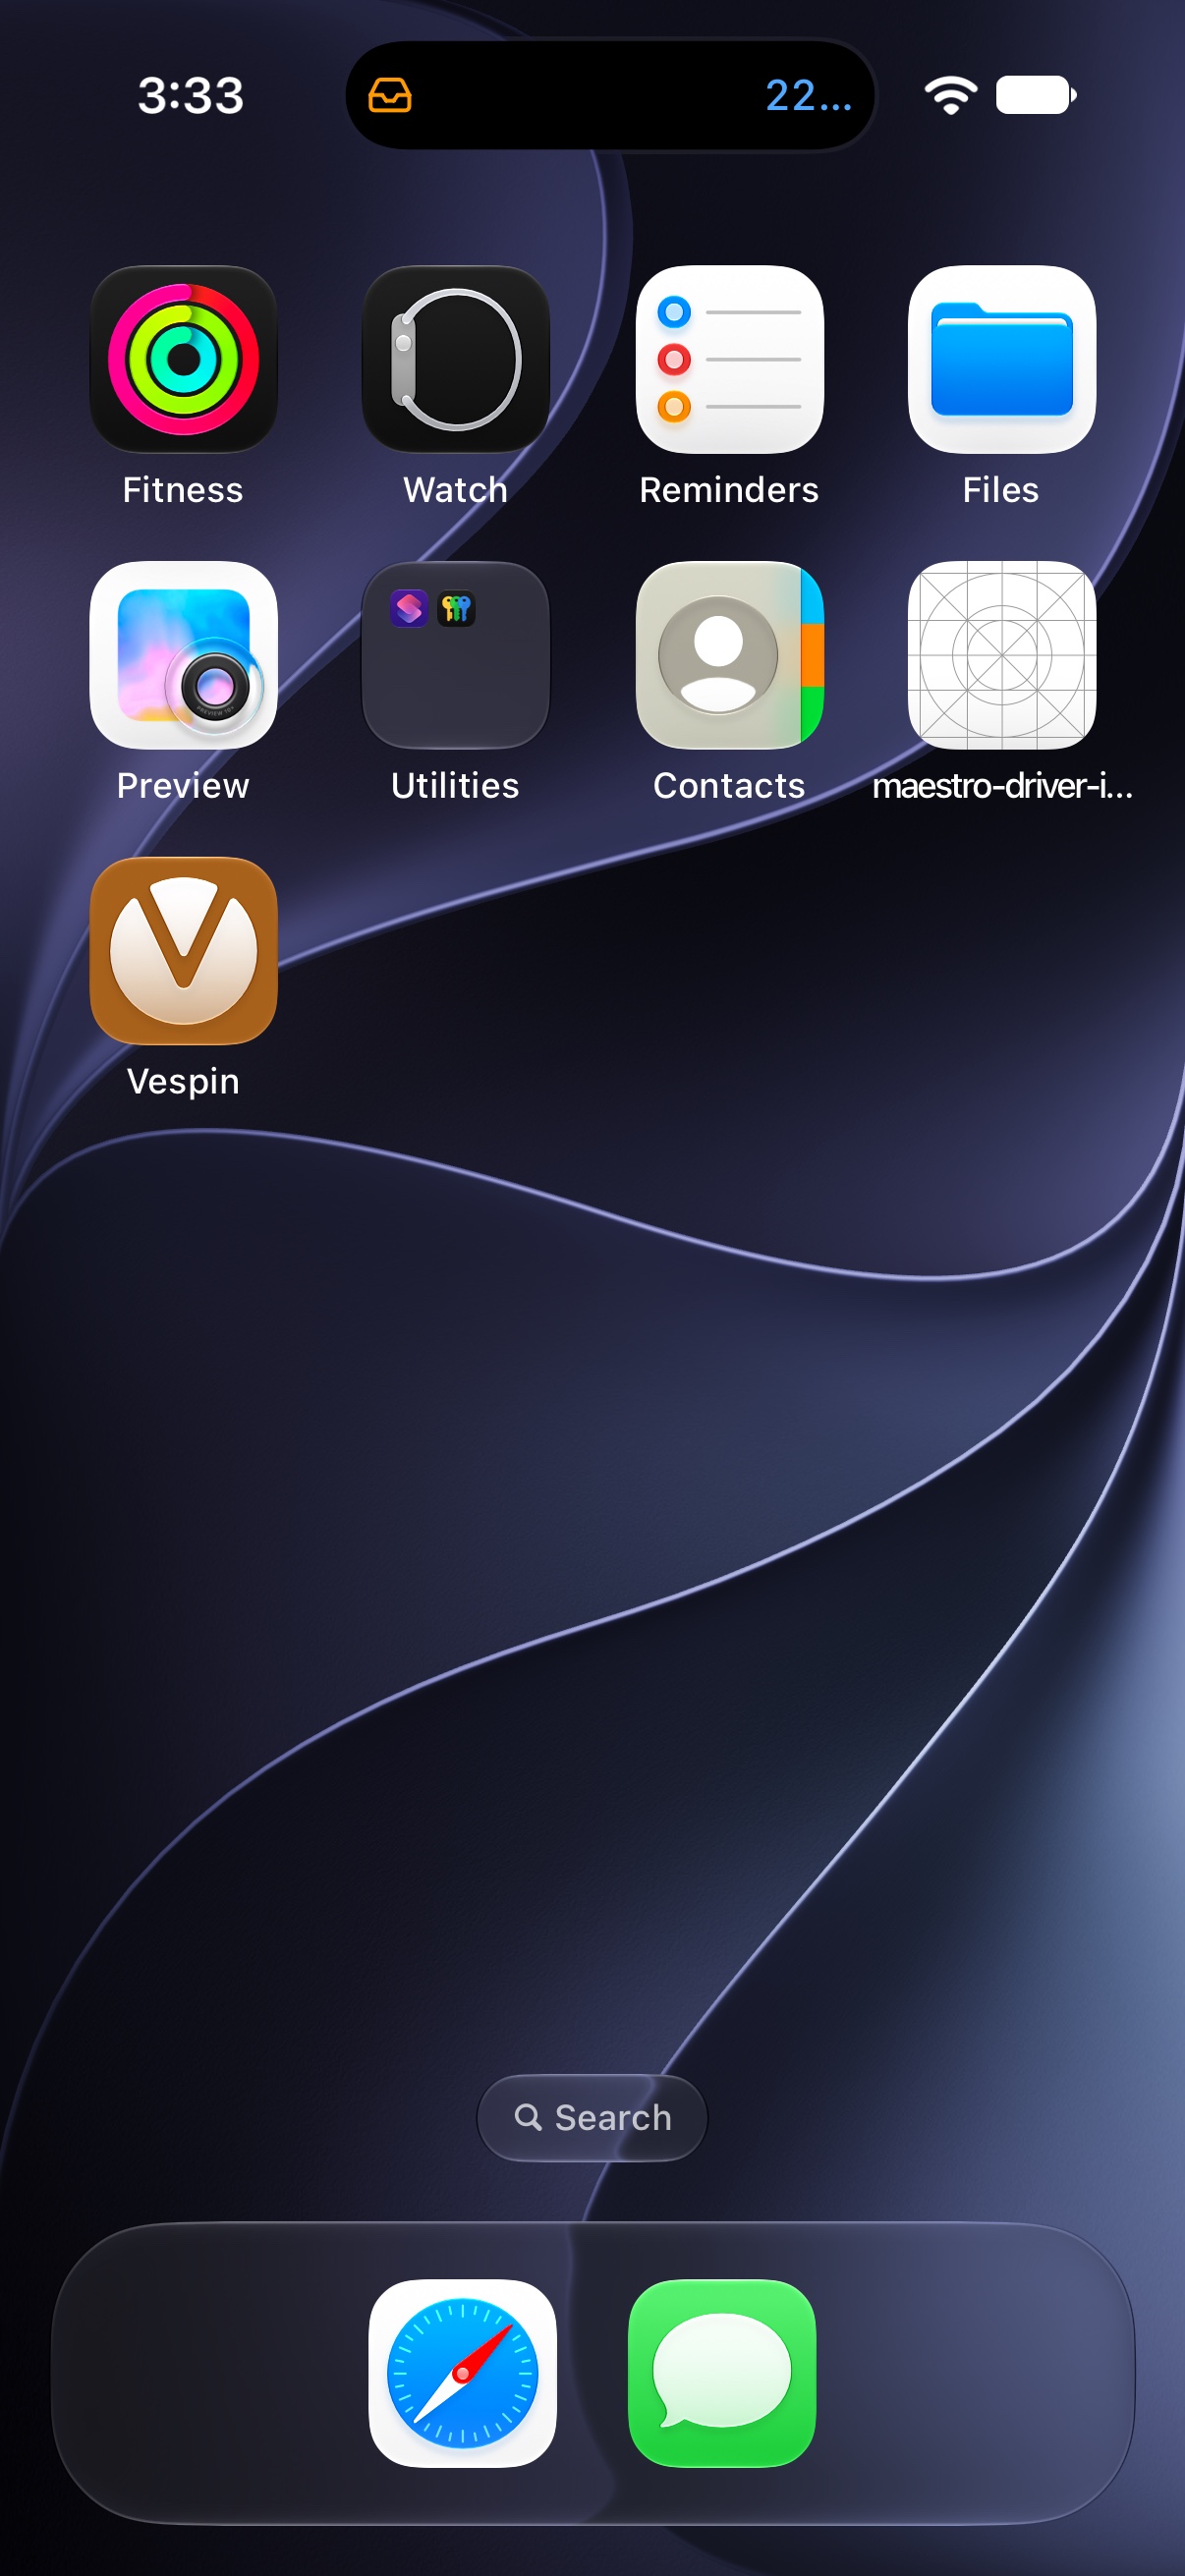 3:33
22...
Fitness
Watch
Reminders
Files
Preview
Utilities
Contacts
maestro-driver-i...
Vespin
Search